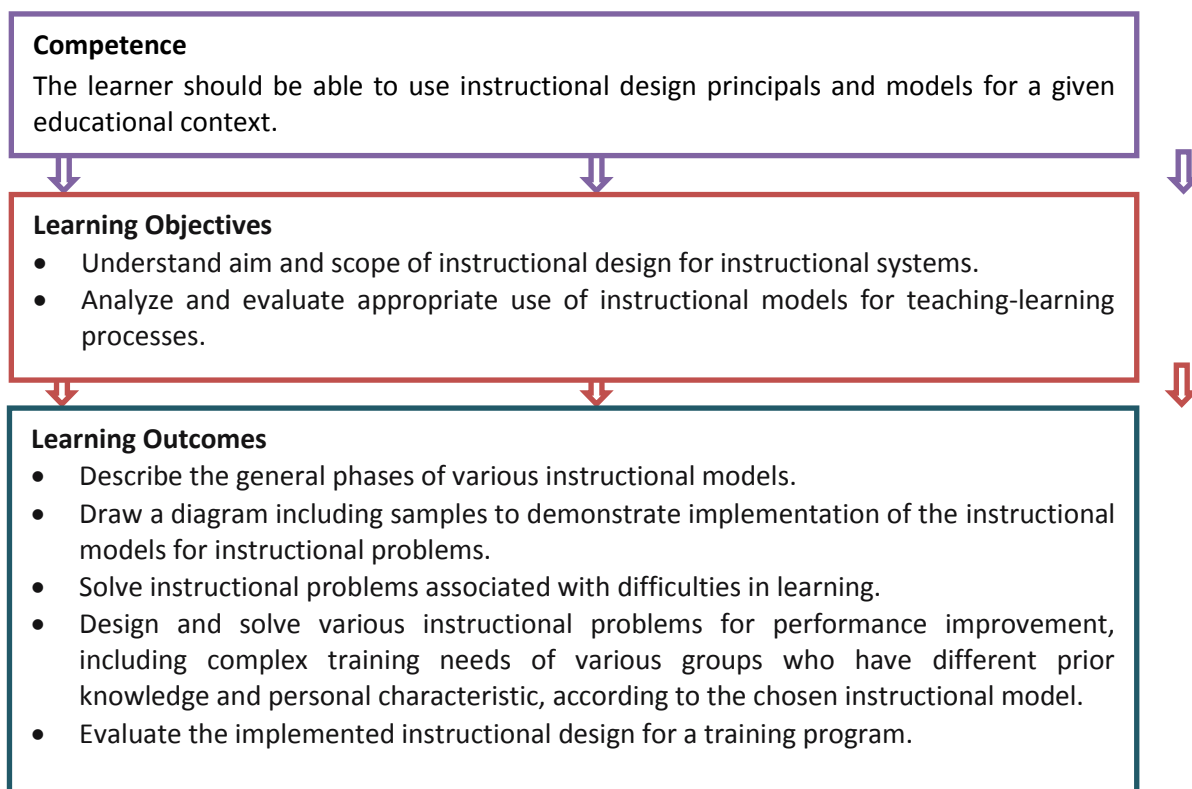 Competence
The learner should be able to use instructional design principals and models for a given
educational context.
Learning Objectives
• Understand aim and scope of instructional design for instructional systems.
• Analyze and evaluate appropriate use of instructional models for teaching-learning
processes.
Learning Outcomes
• Describe the general phases of various instructional models.
• Draw a diagram including samples to demonstrate implementation of the instructional
models for instructional problems.
• Solve instructional problems associated with difficulties in learning.
• Design and solve various instructional problems for performance improvement,
including complex training needs of various groups who have different prior
knowledge and personal characteristic, according to the chosen instructional model.
• Evaluate the implemented instructional design for a training program.